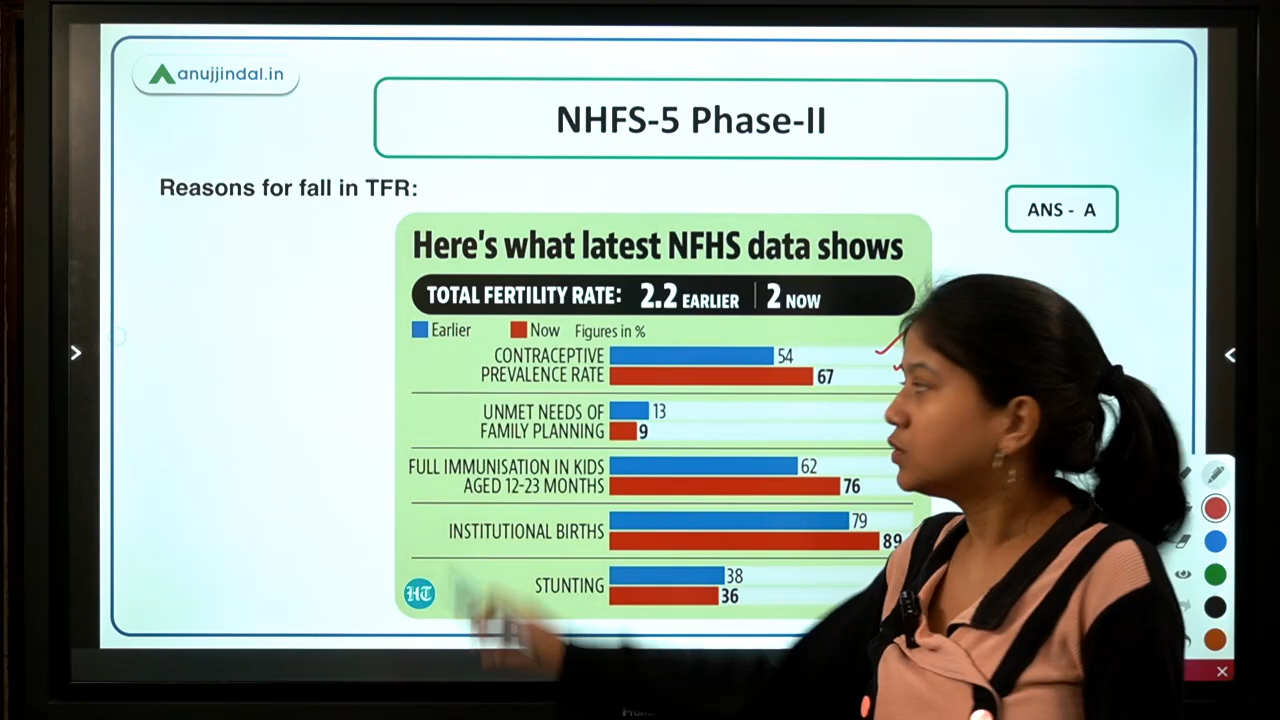 anujjindal.in
NHFS-5 Phase-II
Reasons for fall in TFR:
ANS - A
Here's what latest NFHS data shows
TOTAL FERTILITY RATE: 2.2 EARLIER | 2 NOW
Earlier Now Figures in %
CONTRACEPTIVE 54
PREVALENCE RATE 67
UNMET NEEDS OF 13
FAMILY PLANNING 9
FULL IMMUNISATION IN KIDS 62
AGED 12-23 MONTHS 76
79
INSTITUTIONAL BIRTHS
89
38
STUNTING
36
HT